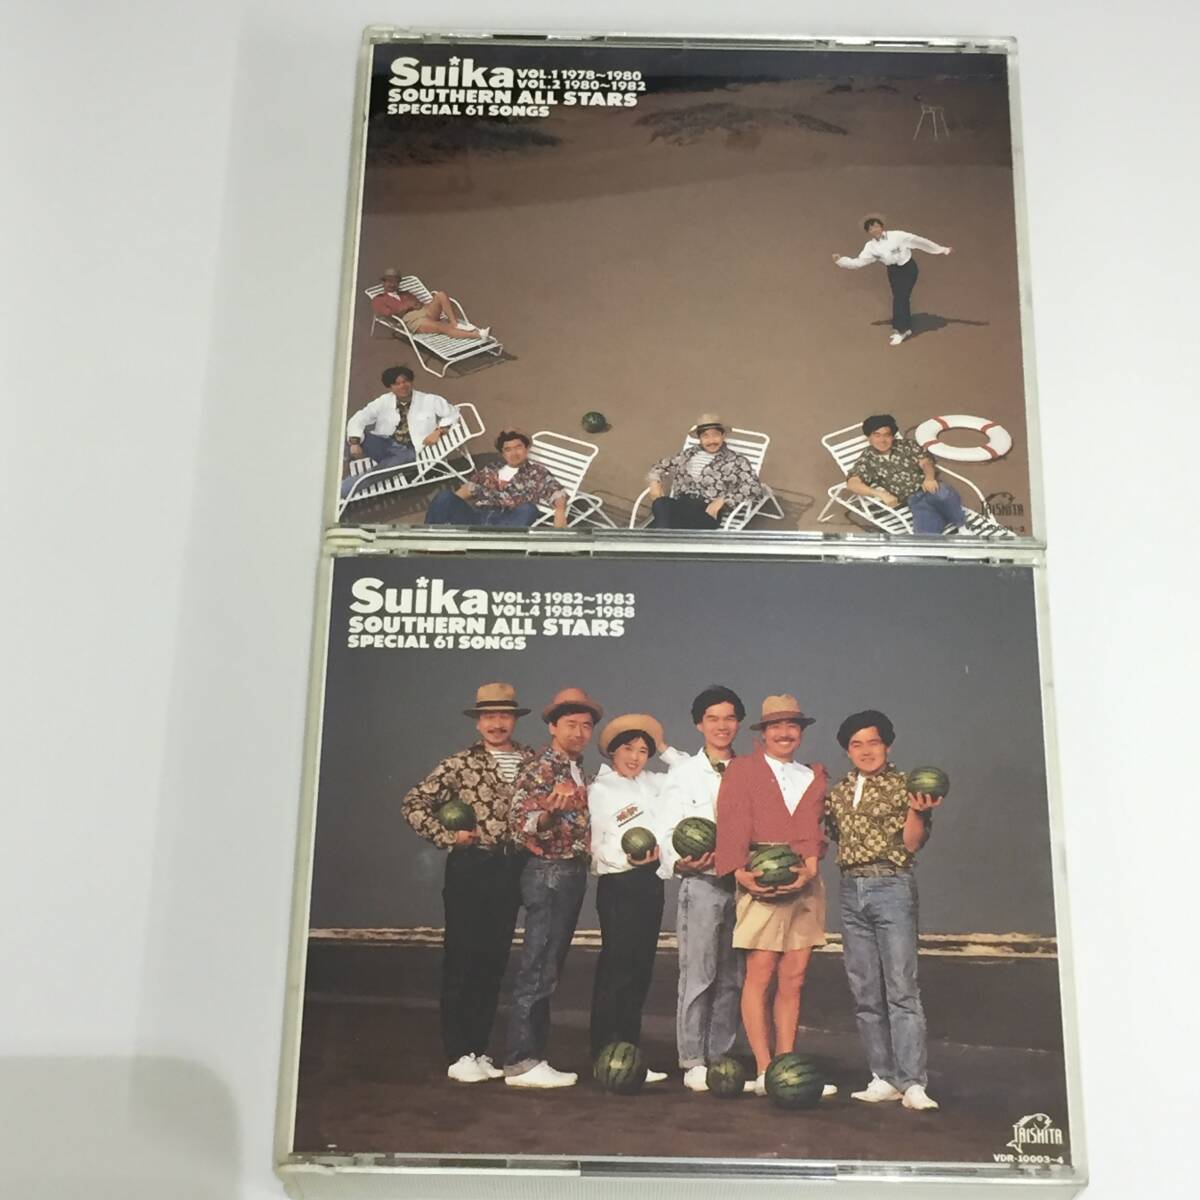 Suika VOL.1 1978~1980
VOL.2 1980~1982
SOUTHERN ALL STARS
SPECIAL 61 SONGS
TAISHITA
Suika VOL.3 1982~1983
VOL.4 1984~1988
SOUTHERN ALL STARS
SPECIAL 61 SONGS
TAISHITA
VDR-10003~4